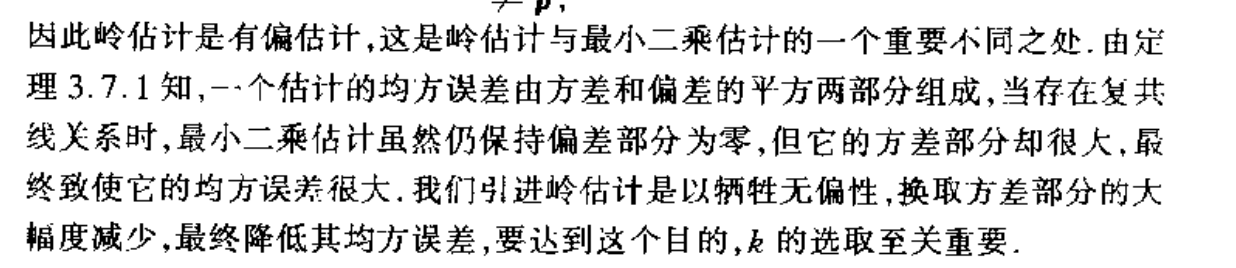 ≠ β,
因此岭估计是有偏估计,这是岭估计与最小二乘估计的一个重要不同之处.由定
理 3.7.1 知,一个估计的均方误差由方差和偏差的平方两部分组成,当存在复共
线关系时,最小二乘估计虽然仍保持偏差部分为零,但它的方差部分却很大,最
终致使它的均方误差很大.我们引进岭估计是以牺牲无偏性,换取方差部分的大
幅度减少,最终降低其均方误差,要达到这个目的,k 的选取至关重要.